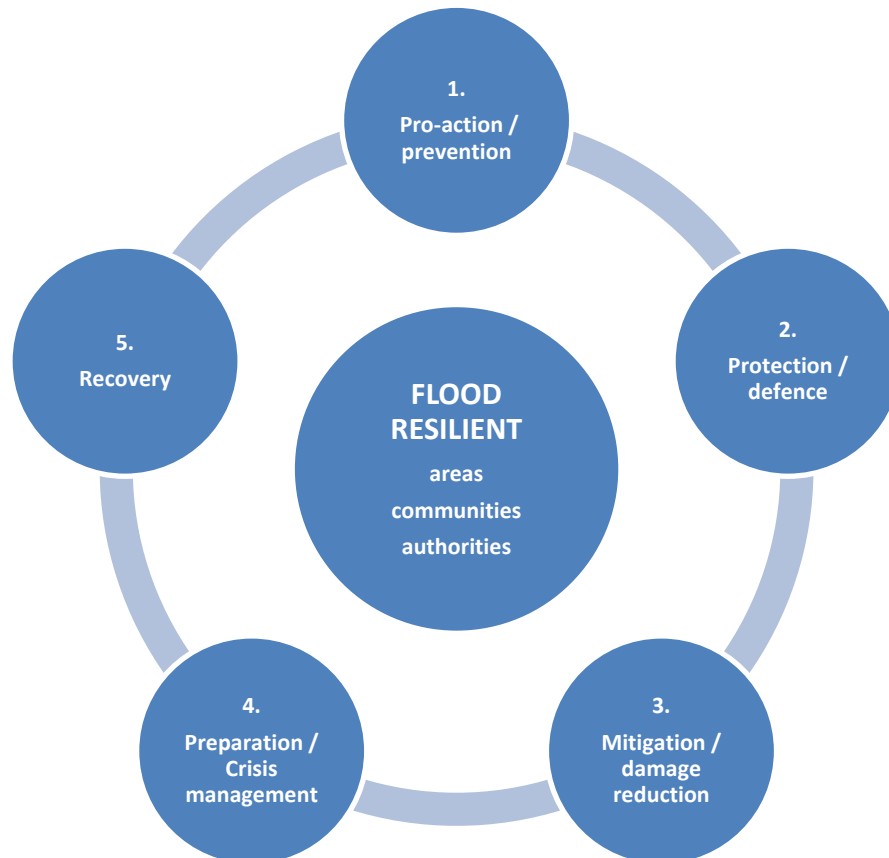 1.
Pro-action /
prevention
2.
Protection /
defence
3.
Mitigation /
damage
reduction
4.
Preparation /
Crisis
management
5.
Recovery
FLOOD
RESILIENT
areas
communities
authorities